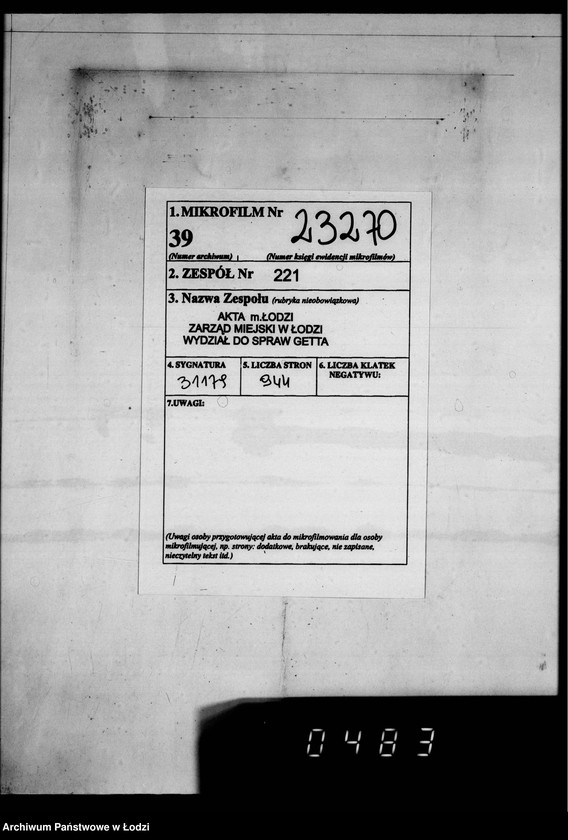 1. MIKROFILM Nr 23270
39
(Numer archiwum) (Numer księgi ewidencji mikrofilmów)
2. ZESPÓŁ Nr 221
3. Nazwa Zespołu (rubryka nieobowiązkowa)
AKTA m.ŁODZI
ZARZĄD MIEJSKI W ŁODZI
WYDZIAŁ DO SPRAW GETTA
4. SYGNATURA 5. LICZBA STRON 6. LICZBA KLATEK
NEGATYWU:
31179 944
7.UWAGI:
(Uwagi osoby przygotowującej akta do mikrofilmowania dla osoby
mikrofilmującej, np. strony: dodatkowe, brakujące, nie zapisane,
nieczytelny tekst itd.)
0483
Archiwum Państwowe w Łodzi